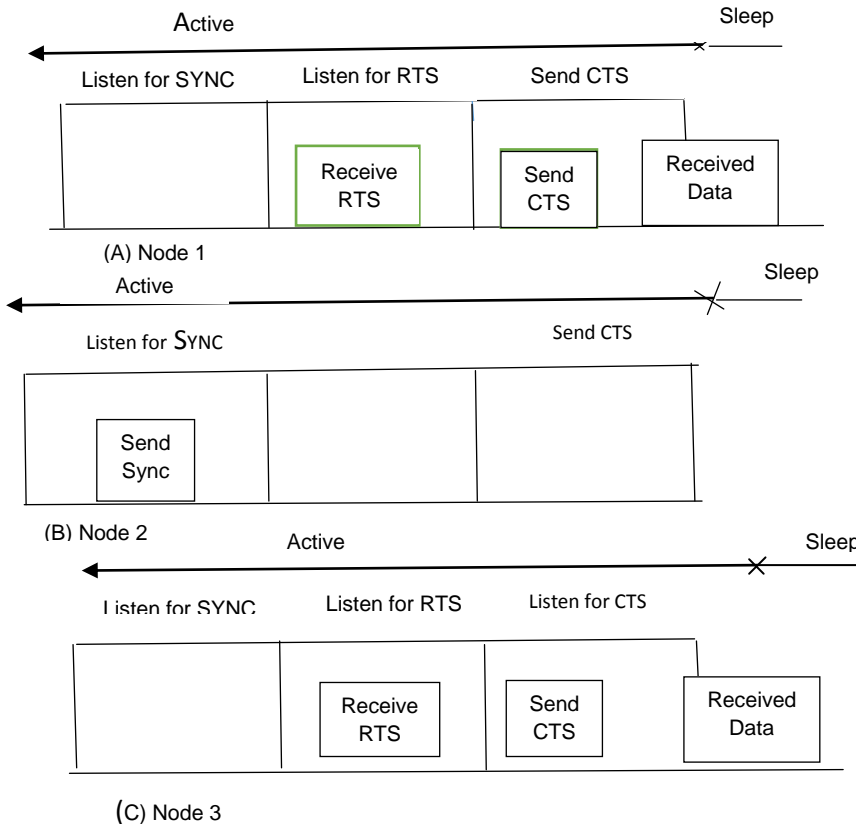 Active
Sleep
Listen for SYNC Listen for RTS Send CTS
Receive
RTS
Send
CTS
Received
Data
(A) Node 1
Active
Sleep
Listen for SYNC Send CTS
Send
Sync
(B) Node 2
Active Sleep
Listen for SYNC Listen for RTS Listen for CTS
Receive
RTS
Send
CTS
Received
Data
(C) Node 3